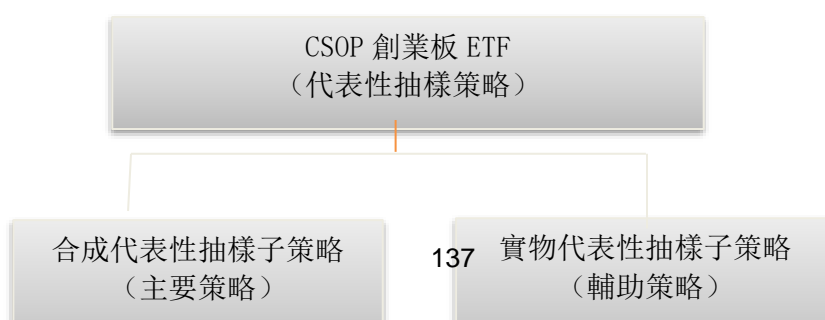 CSOP 創業板 ETF
（代表性抽樣策略）
合成代表性抽樣子策略
（主要策略）
137
實物代表性抽樣子策略
（輔助策略）